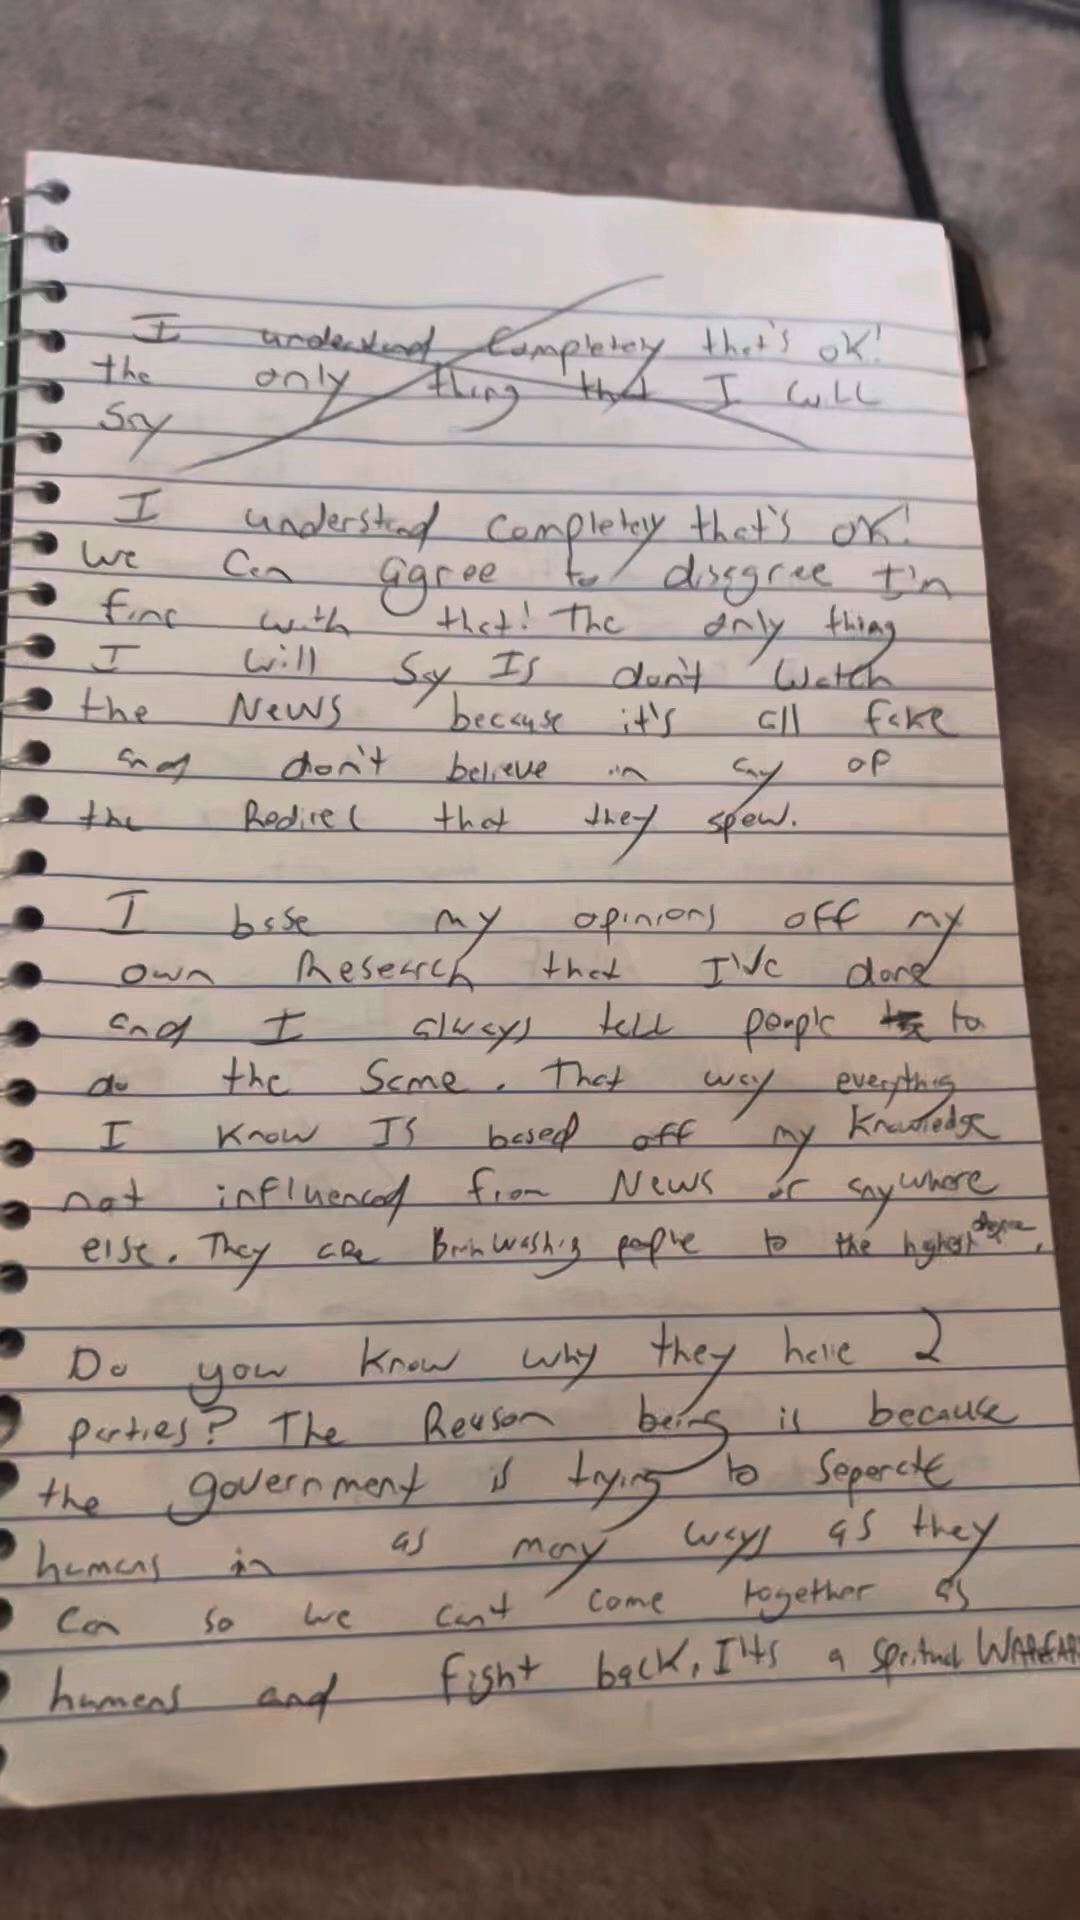 I understand completely that's OK!
the only thing that I will
Say
I understand completely that's OK!
we can agree to disagree I'm
fine with that! The only thing
I will Say Is don't Watch
the News because it's all fake
and don't believe in any of
the that they spew.
I base my opinions off my
own Research that I'Ve done
and I always tell people to
do the Same. That way everything
I Know IS based off my Knowledge
not influenced from News or anywhere
else. They are people to the highest degree.
Do you Know why they have 2
parties? The Reason being is because
the government is trying to Seperate
humans in as many ways as they
can so we can't come together as
humans and fight back, It's a WARFARE